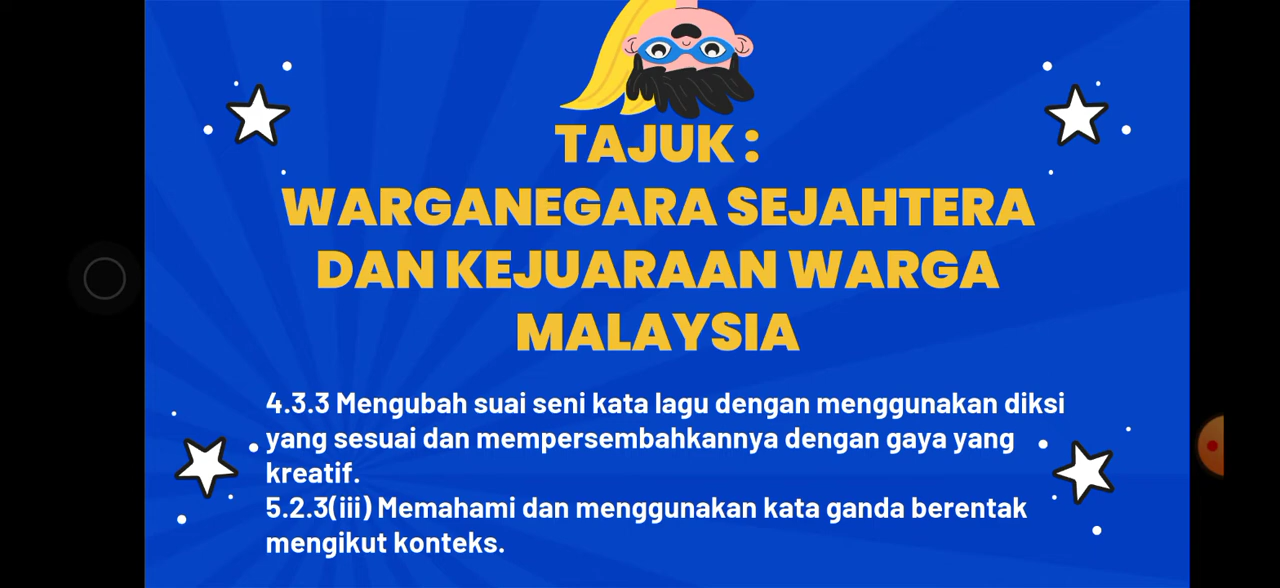 TAJUK :
WARGANEGARA SEJAHTERA
DAN KEJUARAAN WARGA
MALAYSIA
4.3.3 Mengubah suai seni kata lagu dengan menggunakan diksi
yang sesuai dan mempersembahkannya dengan gaya yang
kreatif.
5.2.3(iii) Memahami dan menggunakan kata ganda berentak
mengikut konteks.